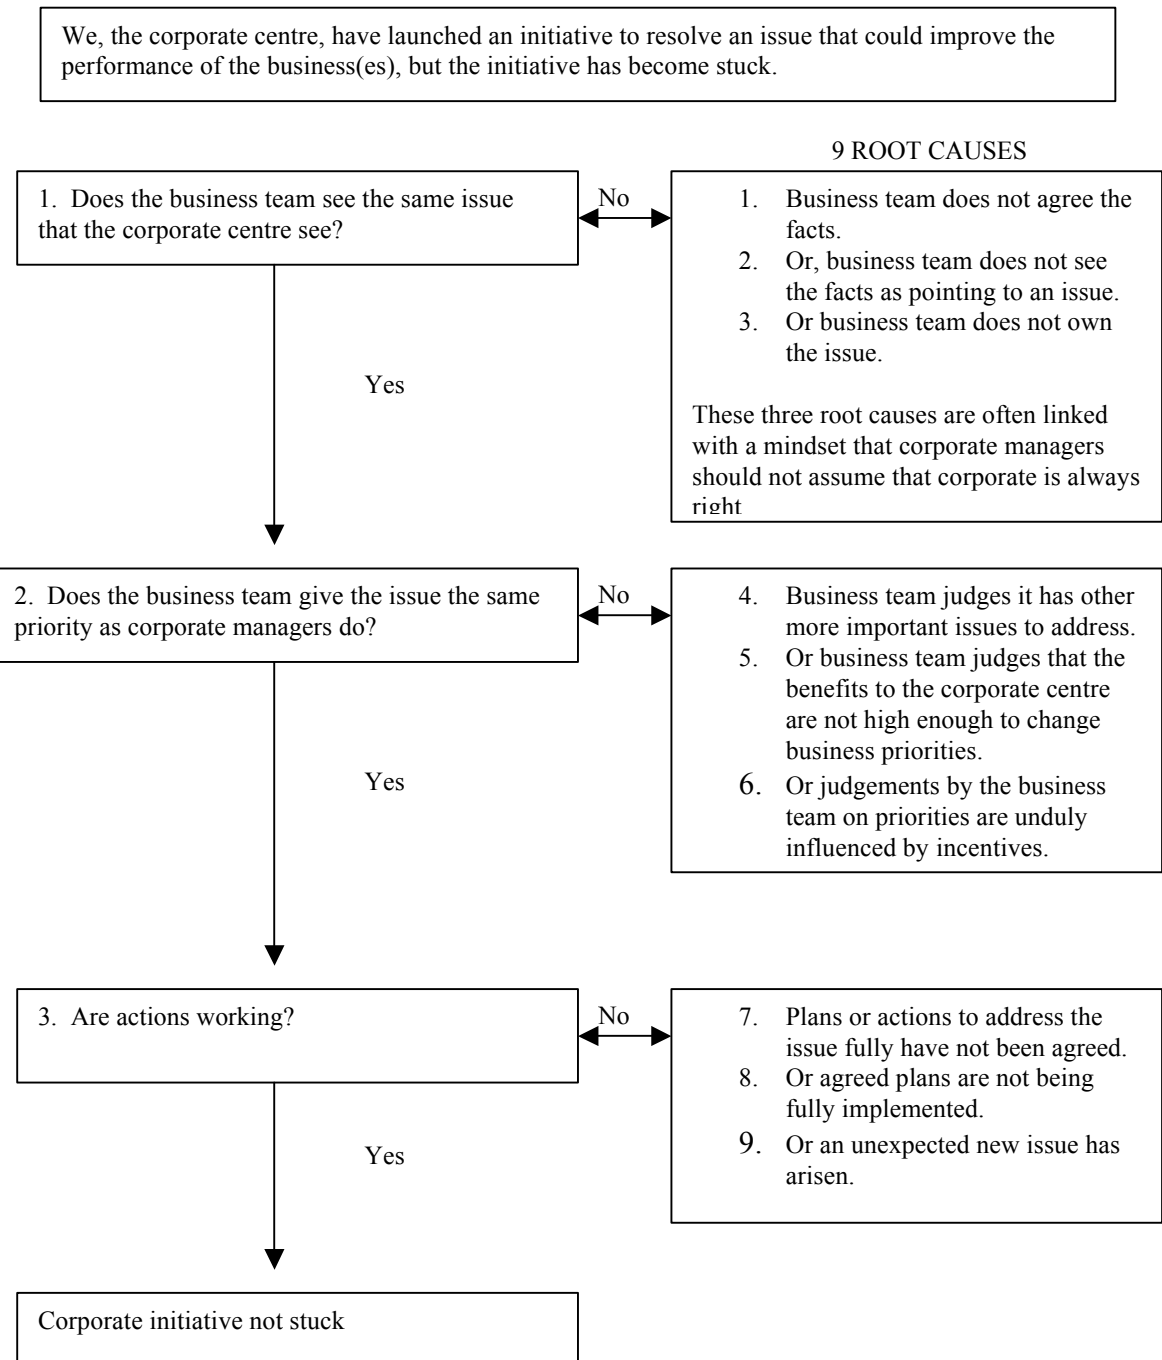 We, the corporate centre, have launched an initiative to resolve an issue that could improve the
performance of the business(es), but the initiative has become stuck.
9 ROOT CAUSES
1. Does the business team see the same issue
that the corporate centre see?
No
1. Business team does not agree the
facts.
2. Or, business team does not see
the facts as pointing to an issue.
3. Or business team does not own
the issue.
These three root causes are often linked
with a mindset that corporate managers
should not assume that corporate is always
right
Yes
2. Does the business team give the issue the same
priority as corporate managers do?
No
4. Business team judges it has other
more important issues to address.
5. Or business team judges that the
benefits to the corporate centre
are not high enough to change
business priorities.
6. Or judgements by the business
team on priorities are unduly
influenced by incentives.
Yes
3. Are actions working?
No
7. Plans or actions to address the
issue fully have not been agreed.
8. Or agreed plans are not being
fully implemented.
9. Or an unexpected new issue has
arisen.
Yes
Corporate initiative not stuck